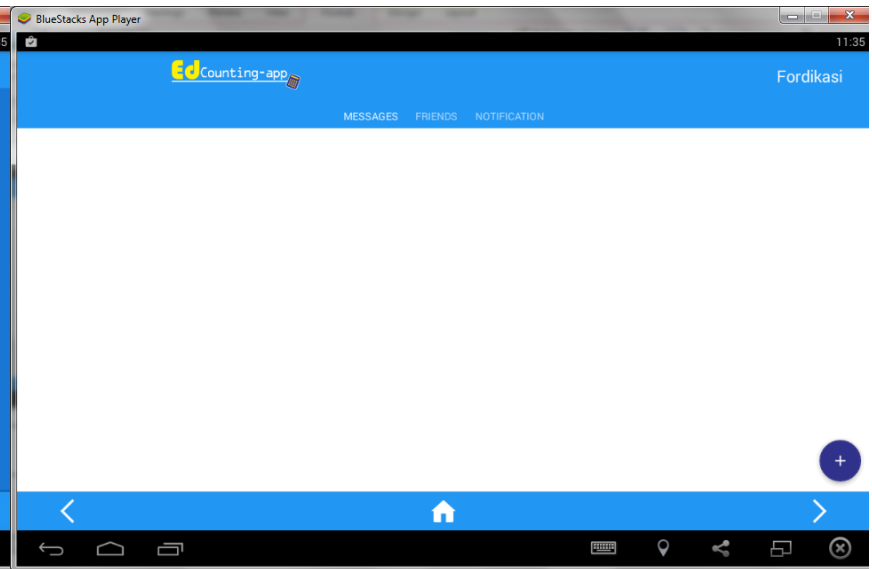 BlueStacks App Player
11:35
EdCounting-app
Fordikasi
MESSAGES FRIENDS NOTIFICATION